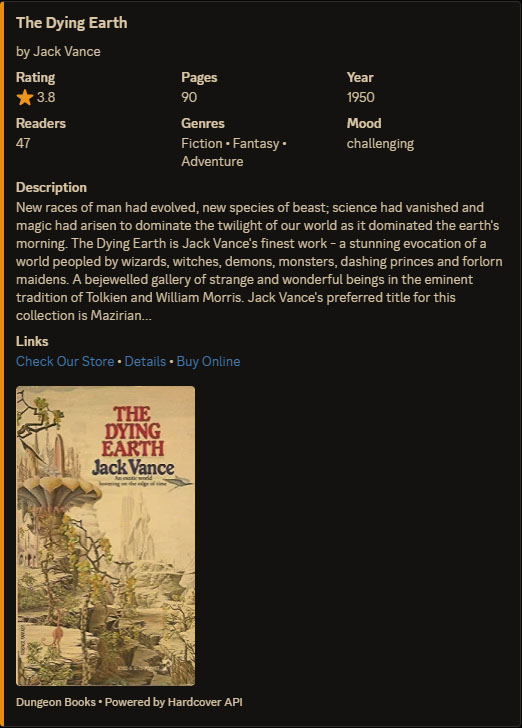 The Dying Earth
by Jack Vance
Rating Pages Year
3.8 90 1950
Readers Genres Mood
47 Fiction • Fantasy • challenging
Adventure
Description
New races of man had evolved, new species of beast; science had vanished and
magic had arisen to dominate the twilight of our world as it dominated the earth's
morning. The Dying Earth is Jack Vance's finest work - a stunning evocation of a
world peopled by wizards, witches, demons, monsters, dashing princes and forlorn
maidens. A bejewelled gallery of strange and wonderful beings in the eminent
tradition of Tolkien and William Morris. Jack Vance's preferred title for this
collection is Mazirian...
Links
Check Our Store • Details • Buy Online
THE
DYING
EARTH
Jack Vance
An exotic world
hovering on the edge of time
Dungeon Books • Powered by Hardcover API